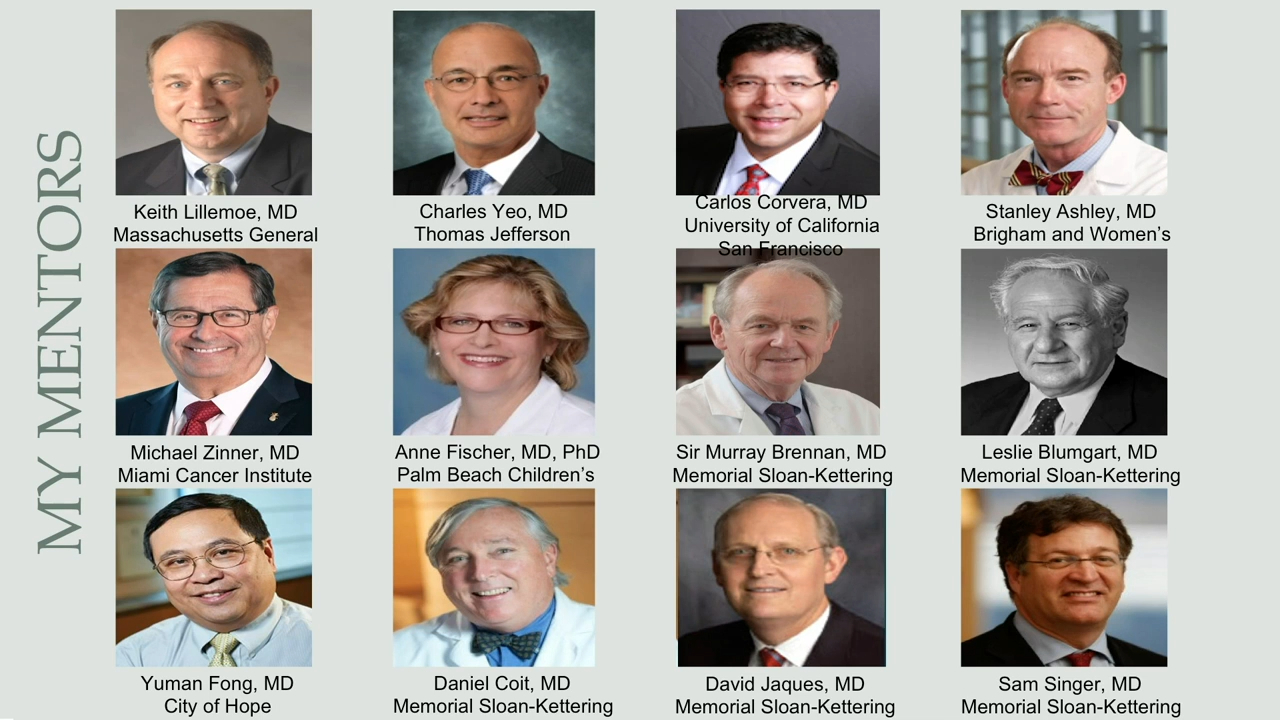 MY MENTORS
Keith Lillemoe, MD
Massachusetts General
Charles Yeo, MD
Thomas Jefferson
Carlos Corvera, MD
University of California
San Francisco
Stanley Ashley, MD
Brigham and Women’s
Michael Zinner, MD
Miami Cancer Institute
Anne Fischer, MD, PhD
Palm Beach Children’s
Sir Murray Brennan, MD
Memorial Sloan-Kettering
Leslie Blumgart, MD
Memorial Sloan-Kettering
Yuman Fong, MD
City of Hope
Daniel Coit, MD
Memorial Sloan-Kettering
David Jaques, MD
Memorial Sloan-Kettering
Sam Singer, MD
Memorial Sloan-Kettering